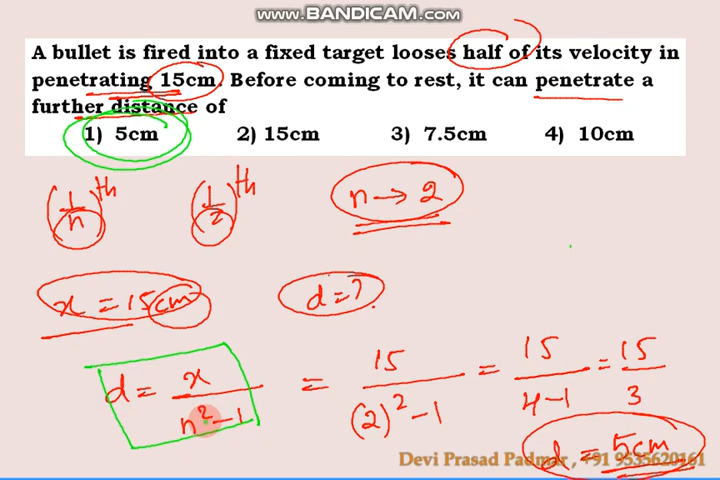 www.BANDICAM.com
A bullet is fired into a fixed target looses half of its velocity in
penetrating 15cm. Before coming to rest, it can penetrate a
further distance of
1) 5cm 2) 15cm 3) 7.5cm 4) 10cm
(1/n)^th (1/2)^th n → 2
x = 15cm d = ?
d = x/(n²-1) = 15/((2)²-1) = 15/(4-1) = 15/3
d = 5cm
Devi Prasad Padmar , +91 9535620161